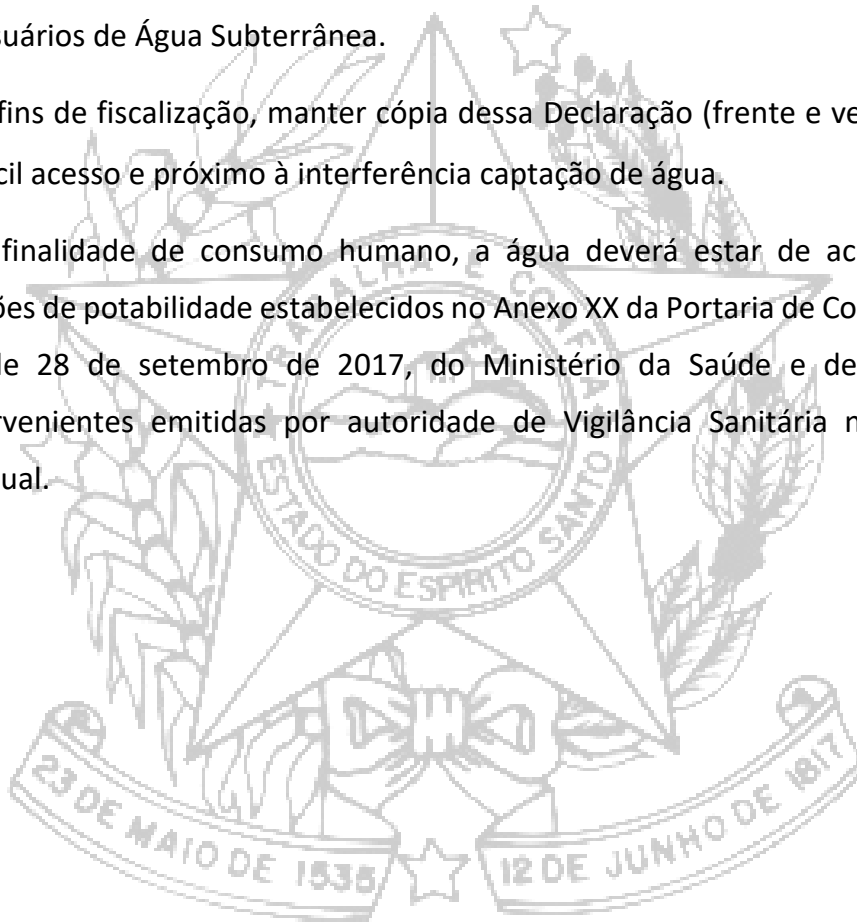 suários de Água Subterrânea.
fins de fiscalização, manter cópia dessa Declaração (frente e ve
cil acesso e próximo à interferência captação de água.
finalidade de consumo humano, a água deverá estar de ac
ões de potabilidade estabelecidos no Anexo XX da Portaria de Co
de 28 de setembro de 2017, do Ministério da Saúde e de
rvenientes emitidas por autoridade de Vigilância Sanitária n
ual.
TRABALHA E CONFIA
ESTADO DO ESPIRITO SANTO
23 DE MAIO DE 1535
12 DE JUNHO DE 1817